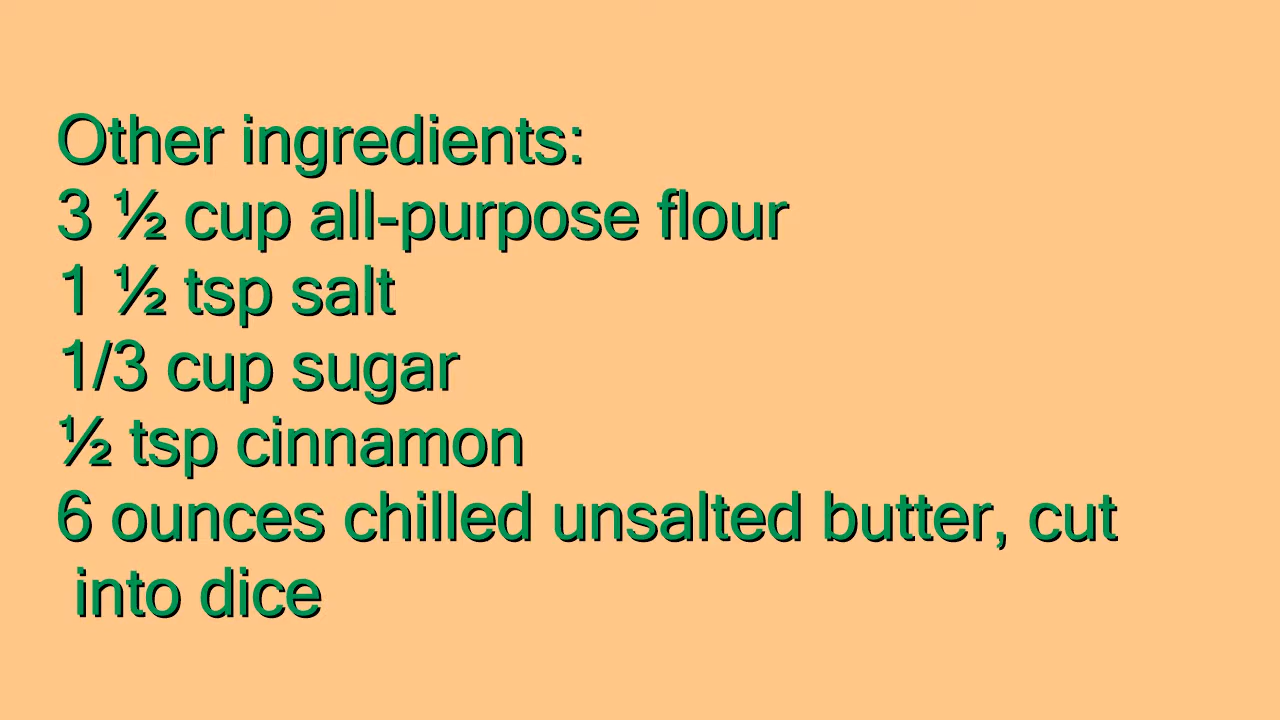 Other ingredients:
3 ½ cup all-purpose flour
1 ½ tsp salt
1/3 cup sugar
½ tsp cinnamon
6 ounces chilled unsalted butter, cut
into dice